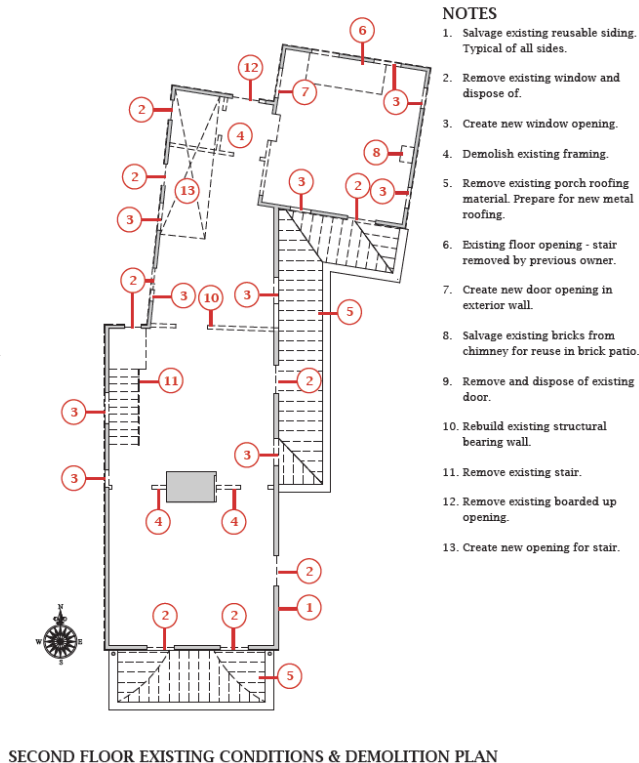 NOTES
1. Salvage existing reusable siding.
Typical of all sides.
2. Remove existing window and
dispose of.
3. Create new window opening.
4. Demolish existing framing.
5. Remove existing porch roofing
material. Prepare for new metal
roofing.
6. Existing floor opening - stair
removed by previous owner.
7. Create new door opening in
exterior wall.
8. Salvage existing bricks from
chimney for reuse in brick patio.
9. Remove and dispose of existing
door.
10. Rebuild existing structural
bearing wall.
11. Remove existing stair.
12. Remove existing boarded up
opening.
13. Create new opening for stair.
6
12
7
3
2
4
8
2
13
3
2
3
3
2
3
10
3
5
11
2
3
3
3
4
4
2
1
2
2
5
N
W
E
S
SECOND FLOOR EXISTING CONDITIONS & DEMOLITION PLAN